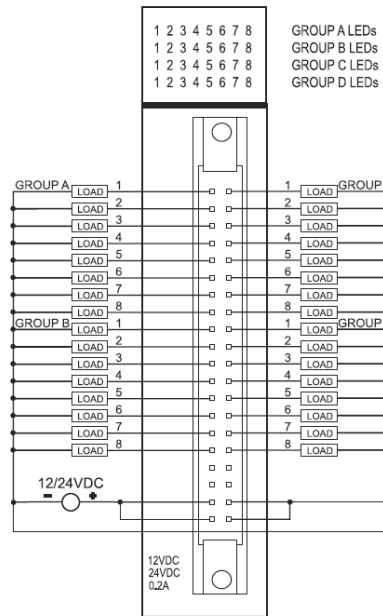 1 2 3 4 5 6 7 8 GROUP A LEDs
1 2 3 4 5 6 7 8 GROUP B LEDs
1 2 3 4 5 6 7 8 GROUP C LEDs
1 2 3 4 5 6 7 8 GROUP D LEDs
GROUP A LOAD 1 1 LOAD GROUP
LOAD 2 2 LOAD
LOAD 3 3 LOAD
LOAD 4 4 LOAD
LOAD 5 5 LOAD
LOAD 6 6 LOAD
LOAD 7 7 LOAD
LOAD 8 8 LOAD
GROUP B LOAD 1 1 LOAD GROUP
LOAD 2 2 LOAD
LOAD 3 3 LOAD
LOAD 4 4 LOAD
LOAD 5 5 LOAD
LOAD 6 6 LOAD
LOAD 7 7 LOAD
LOAD 8 8 LOAD
12/24VDC
- +
12VDC
24VDC
0.2A